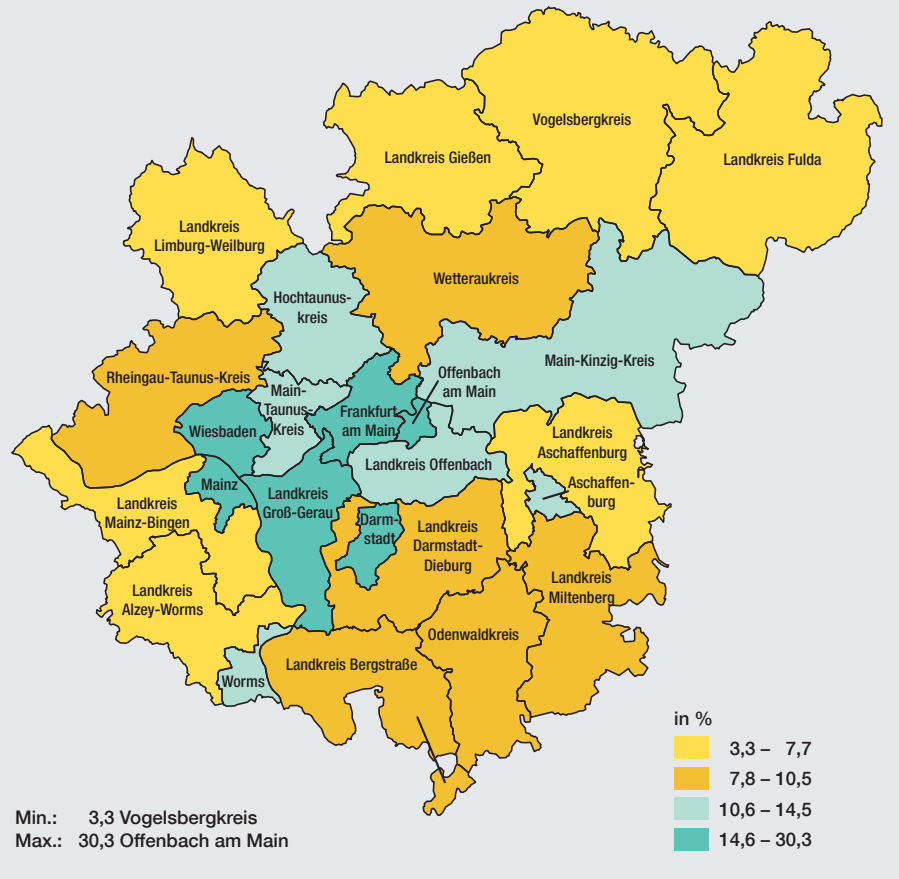 Vogelsbergkreis
Landkreis Gießen
Landkreis Fulda
Landkreis
Limburg-Weilburg
Wetteraukreis
Hochtaunus-
kreis
Main-Kinzig-Kreis
Offenbach
am Main
Rheingau-Taunus-Kreis
Main-
Taunus-
Kreis
Frankfurt
am Main
Wiesbaden
Landkreis
Aschaffenburg
Landkreis Offenbach
Aschaffen-
burg
Mainz
Landkreis
Groß-Gerau
Landkreis
Mainz-Bingen
Darm-
stadt
Landkreis
Darmstadt-
Dieburg
Landkreis
Miltenberg
Landkreis
Alzey-Worms
Odenwaldkreis
Landkreis Bergstraße
Worms
in %
3,3 – 7,7
7,8 – 10,5
10,6 – 14,5
14,6 – 30,3
Min.: 3,3 Vogelsbergkreis
Max.: 30,3 Offenbach am Main